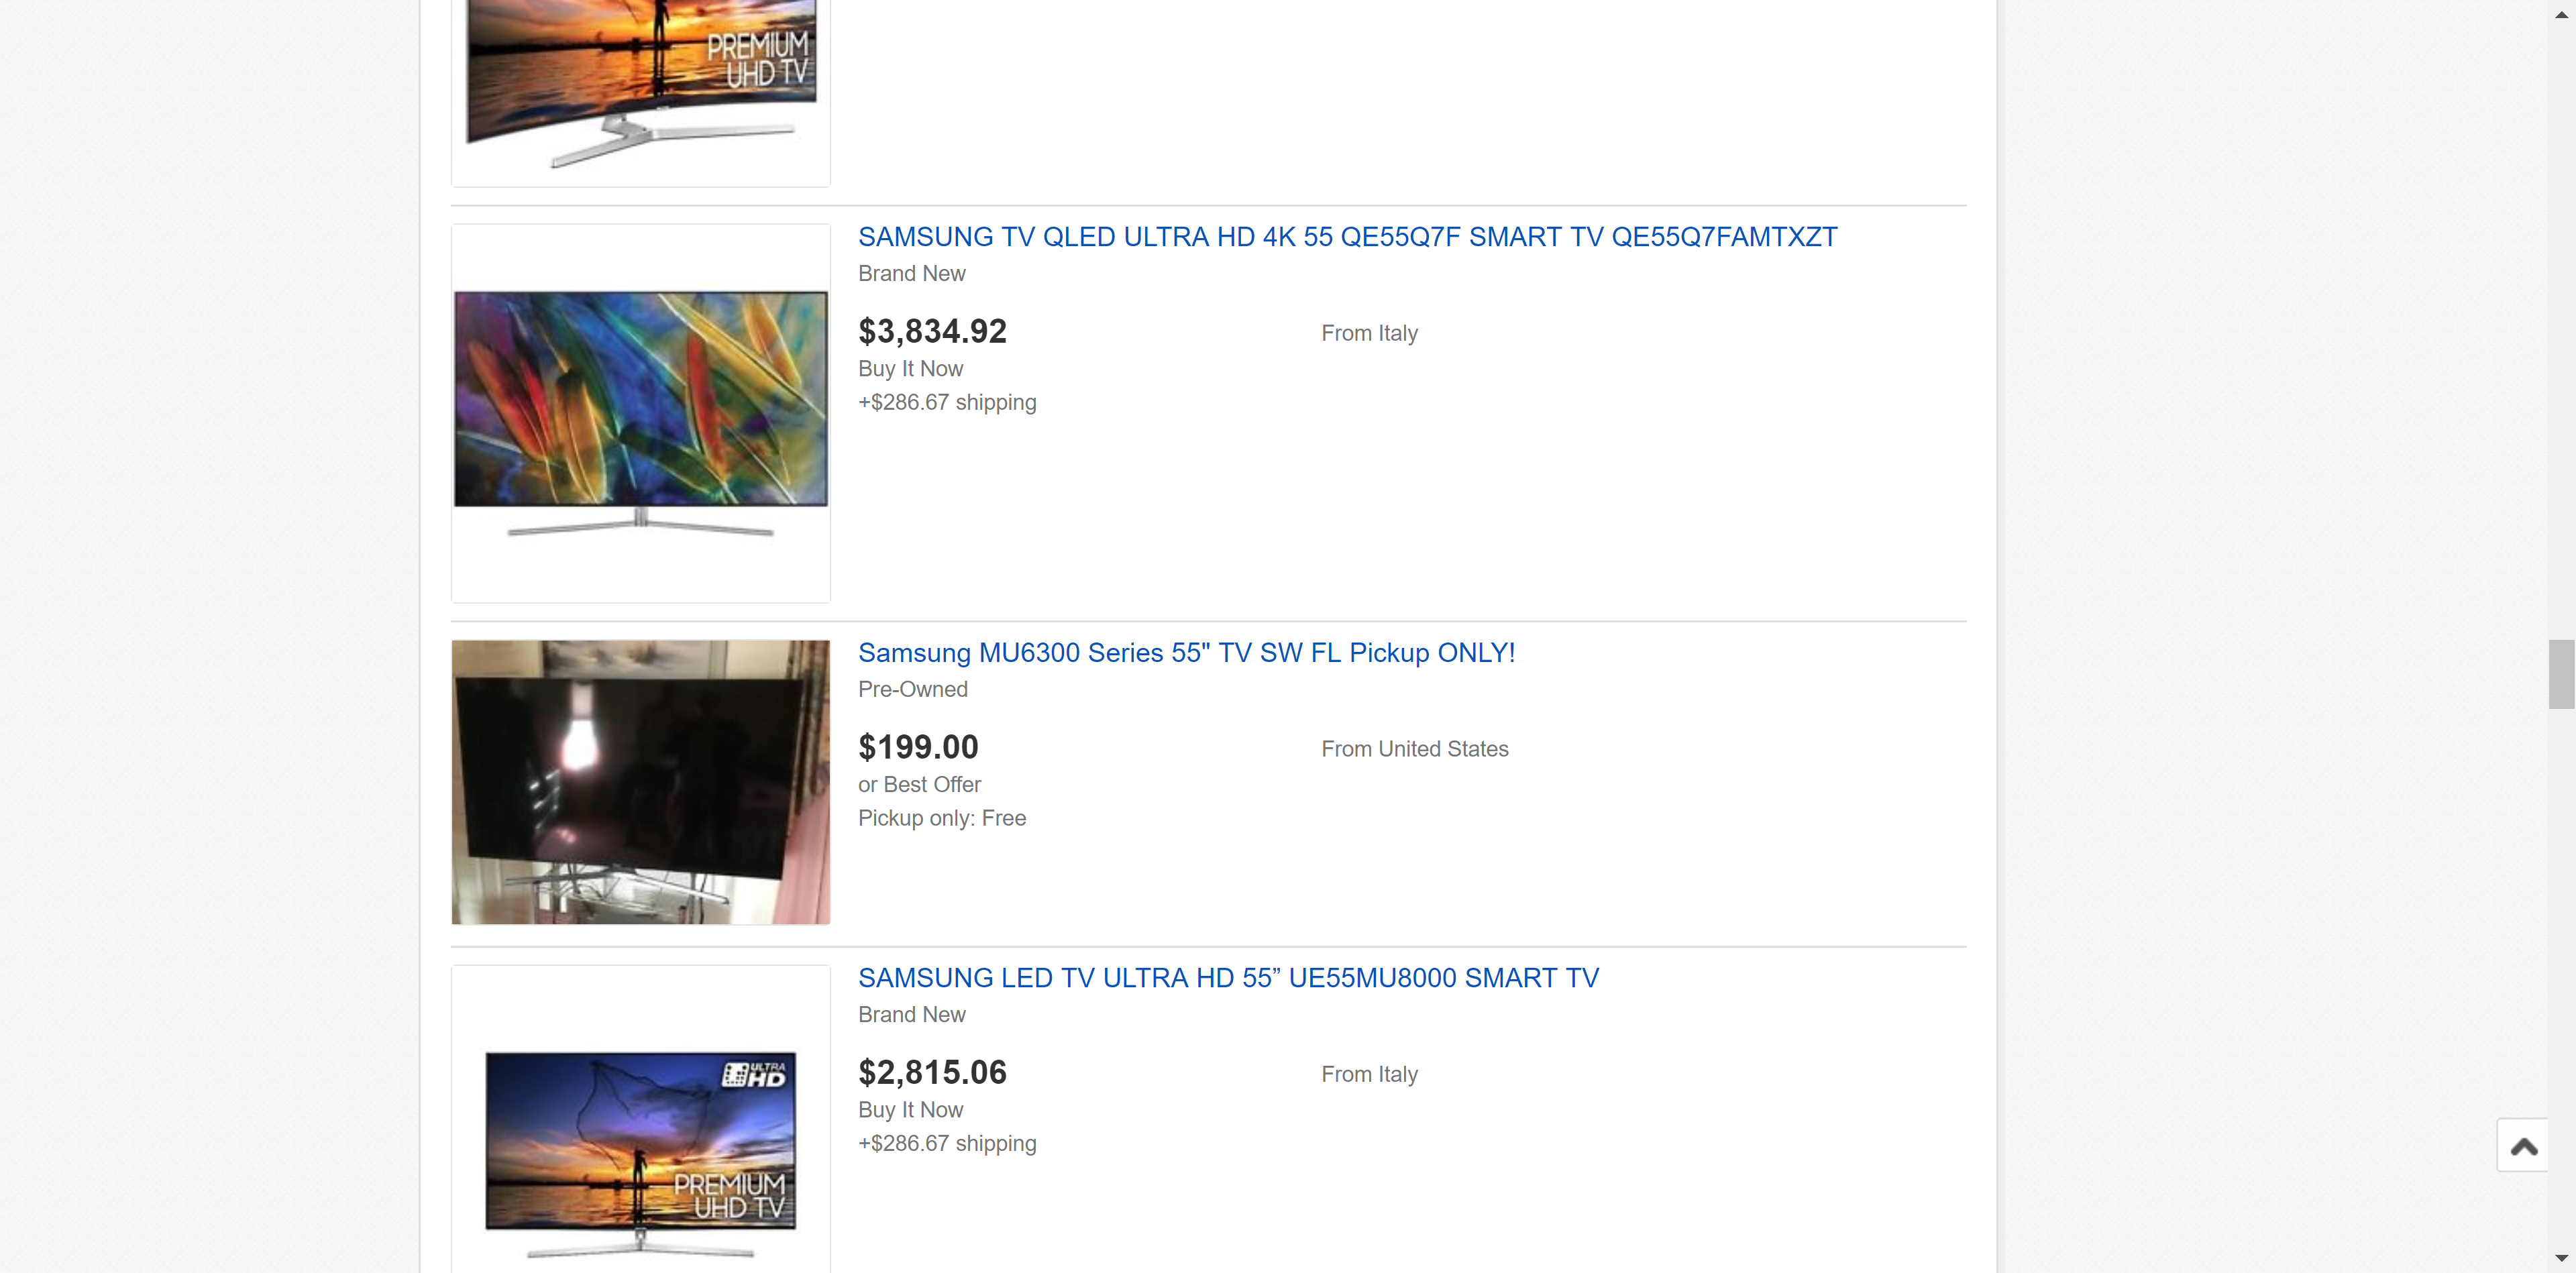 PREMIUM
UHD TV
SAMSUNG TV QLED ULTRA HD 4K 55 QE55Q7F SMART TV QE55Q7FAMTXZT
Brand New
$3,834.92
From Italy
Buy It Now
+$286.67 shipping
Samsung MU6300 Series 55" TV SW FL Pickup ONLY!
Pre-Owned
$199.00
From United States
or Best Offer
Pickup only: Free
SAMSUNG LED TV ULTRA HD 55” UE55MU8000 SMART TV
Brand New
ULTRA
HD
$2,815.06
From Italy
Buy It Now
+$286.67 shipping
PREMIUM
UHD TV